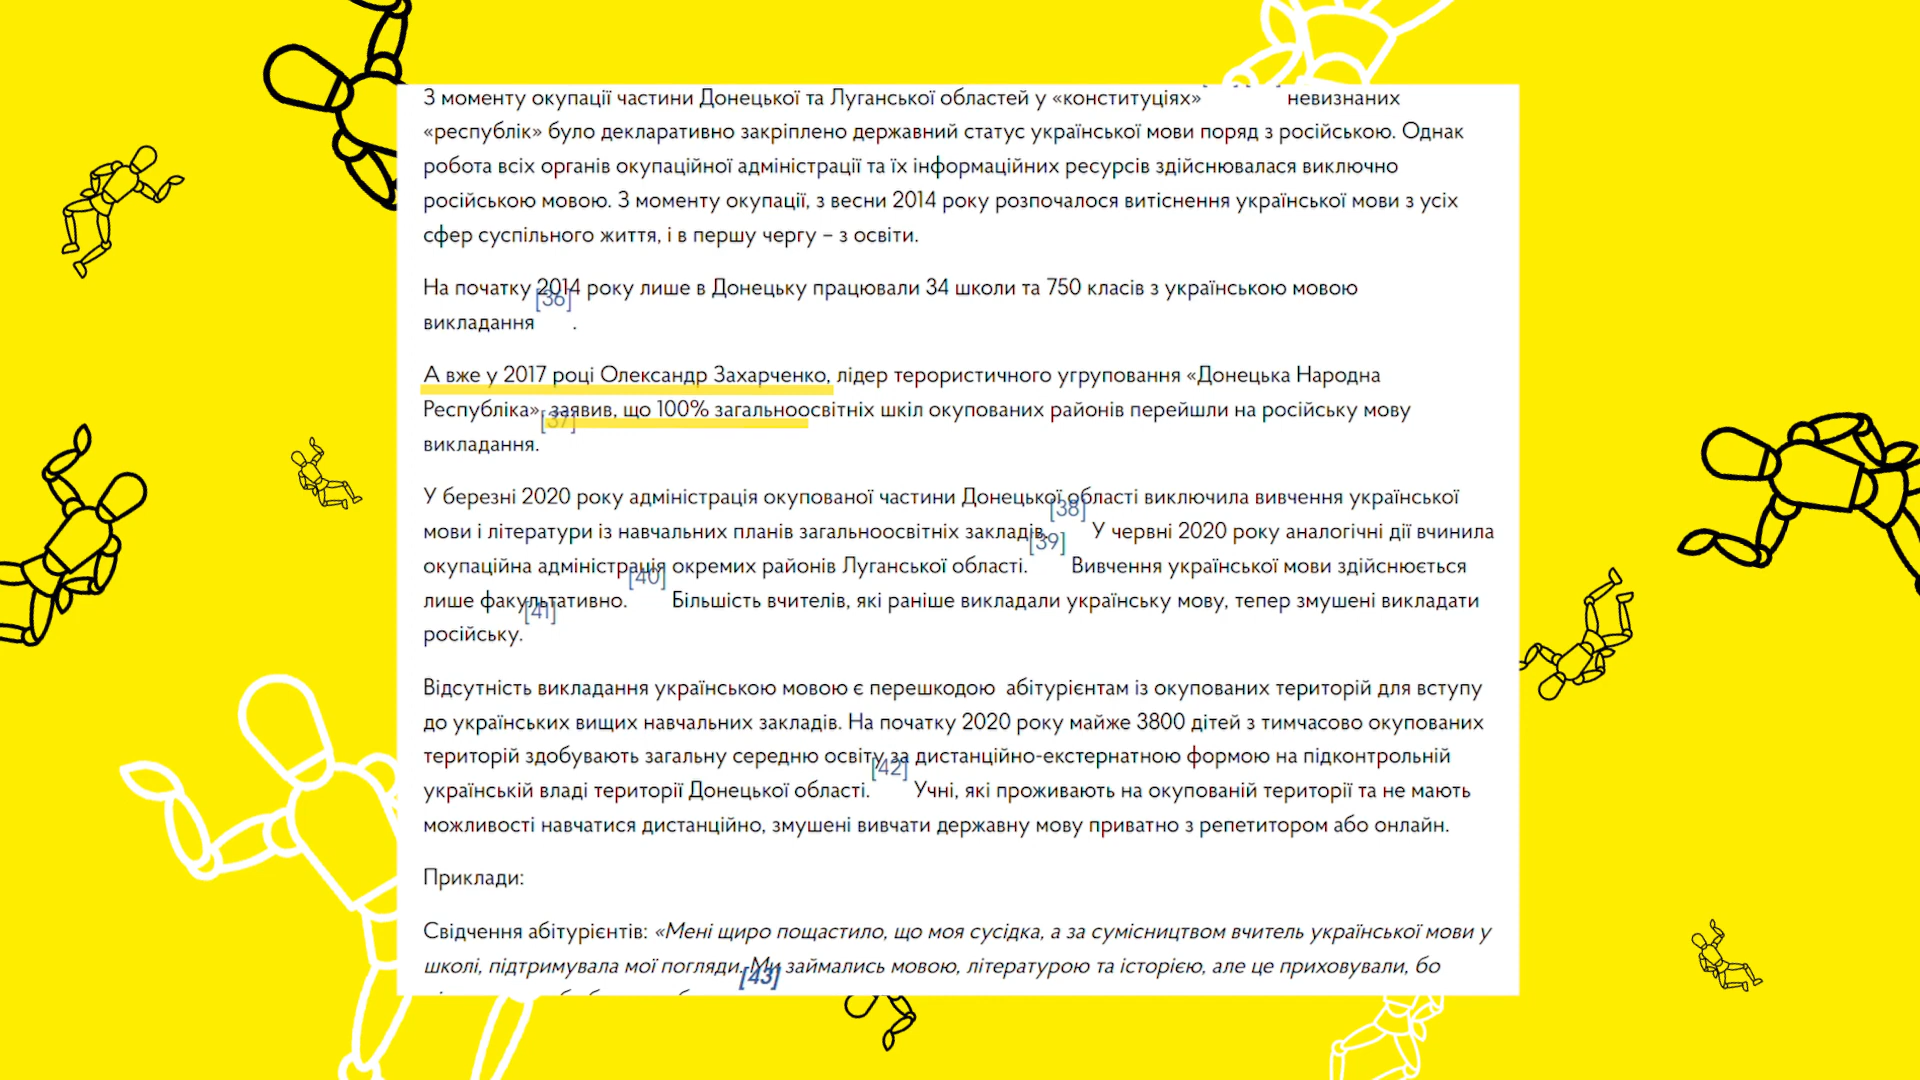 З моменту окупації частини Донецької та Луганської областей у «конституціях» невизнаних
«республік» було декларативно закріплено державний статус української мови поряд з російською. Однак
робота всіх органів окупаційної адміністрації та їх інформаційних ресурсів здійснювалася виключно
російською мовою. З моменту окупації, з весни 2014 року розпочалося витіснення української мови з усіх
сфер суспільного життя, і в першу чергу – з освіти.
На початку 2014 року лише в Донецьку працювали 34 школи та 750 класів з українською мовою
викладання[36].
А вже у 2017 році Олександр Захарченко, лідер терористичного угруповання «Донецька Народна
Республіка», заявив, що 100% загальноосвітніх шкіл окупованих районів перейшли на російську мову
викладання.[37]
У березні 2020 року адміністрація окупованої частини Донецької області виключила вивчення української
мови і літератури із навчальних планів загальноосвітніх закладів.[38] У червні 2020 року аналогічні дії вчинила
окупаційна адміністрація окремих районів Луганської області.[39] Вивчення української мови здійснюється
лише факультативно.[40] Більшість вчителів, які раніше викладали українську мову, тепер змушені викладати
російську.[41]
Відсутність викладання українською мовою є перешкодою абітурієнтам із окупованих територій для вступу
до українських вищих навчальних закладів. На початку 2020 року майже 3800 дітей з тимчасово окупованих
територій здобувають загальну середню освіту за дистанційно-екстернатною формою на підконтрольній
українській владі території Донецької області.[42] Учні, які проживають на окупованій території та не мають
можливості навчатися дистанційно, змушені вивчати державну мову приватно з репетитором або онлайн.
Приклади:
Свідчення абітурієнтів: «Мені щиро пощастило, що моя сусідка, а за сумісництвом вчитель української мови у
школі, підтримувала мої погляди. Ми займались мовою, літературою та історією, але це приховували, бо
[43]